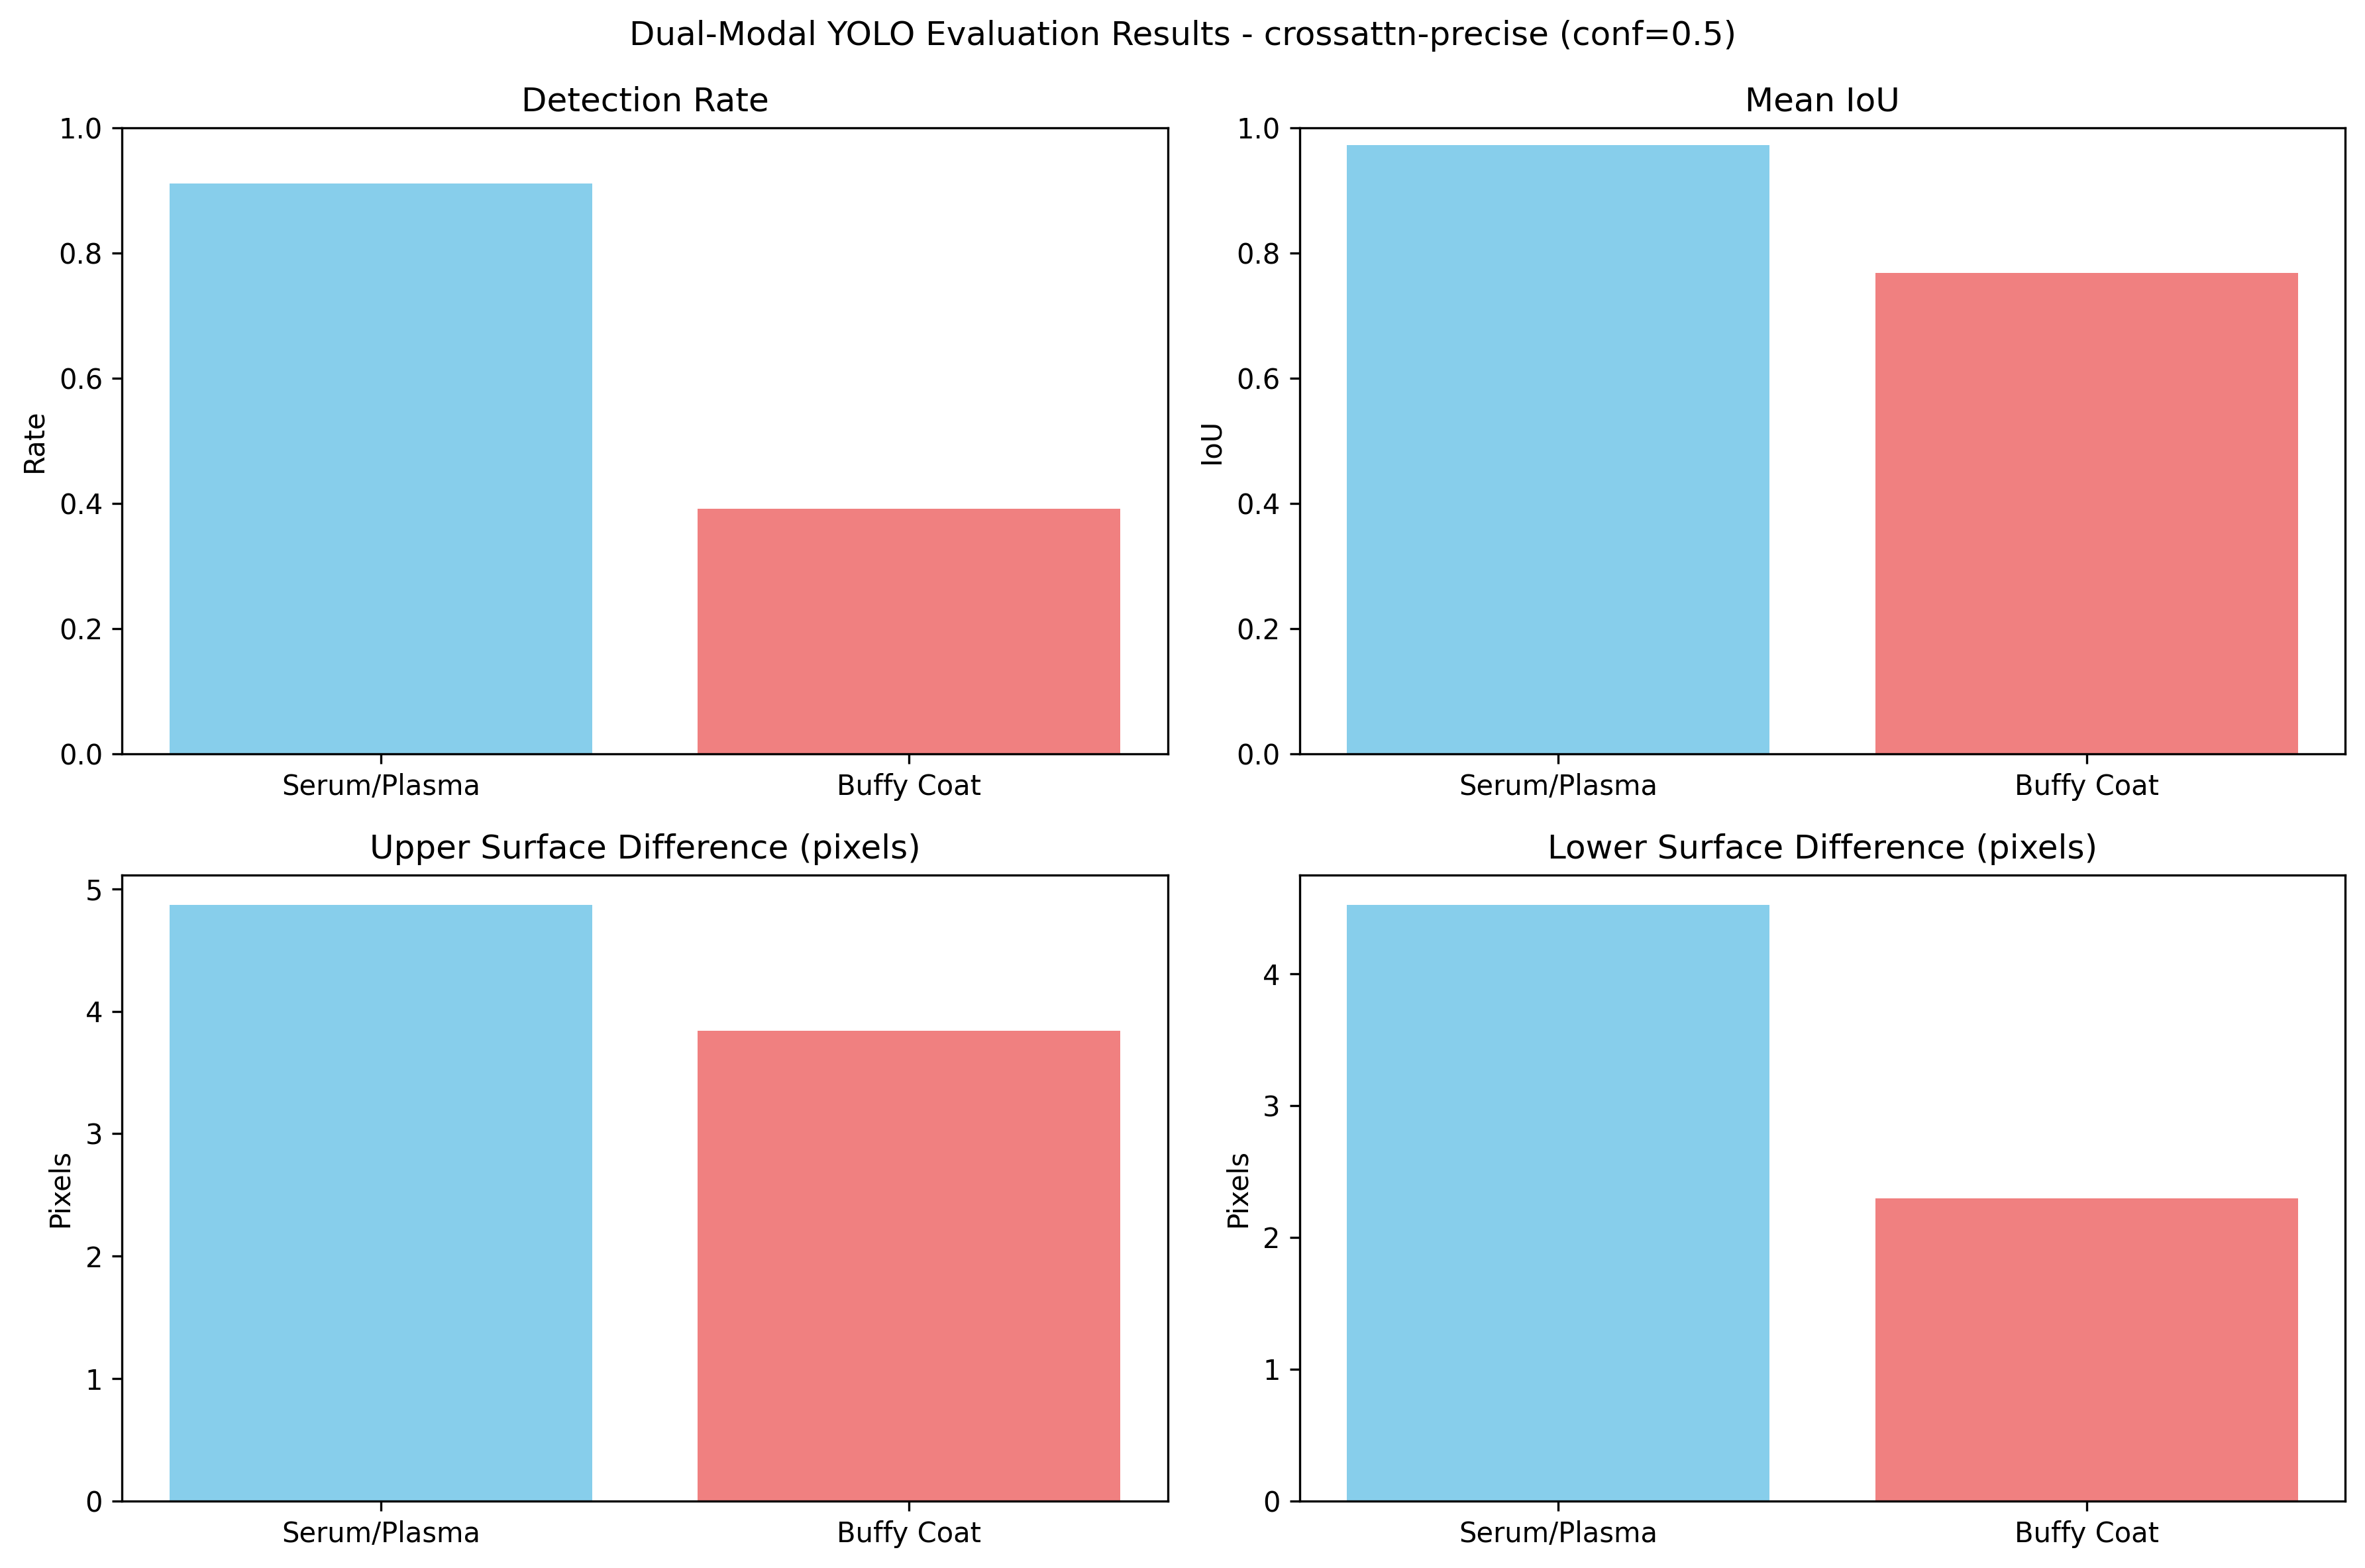 Dual-Modal YOLO Evaluation Results - crossattn-precise (conf=0.5)
Detection Rate
1.0
0.8
0.6
0.4
0.2
0.0
Rate
Serum/Plasma
Buffy Coat
Mean IoU
1.0
0.8
0.6
0.4
0.2
0.0
IoU
Serum/Plasma
Buffy Coat
Upper Surface Difference (pixels)
5
4
3
2
1
0
Pixels
Serum/Plasma
Buffy Coat
Lower Surface Difference (pixels)
4
3
2
1
0
Pixels
Serum/Plasma
Buffy Coat